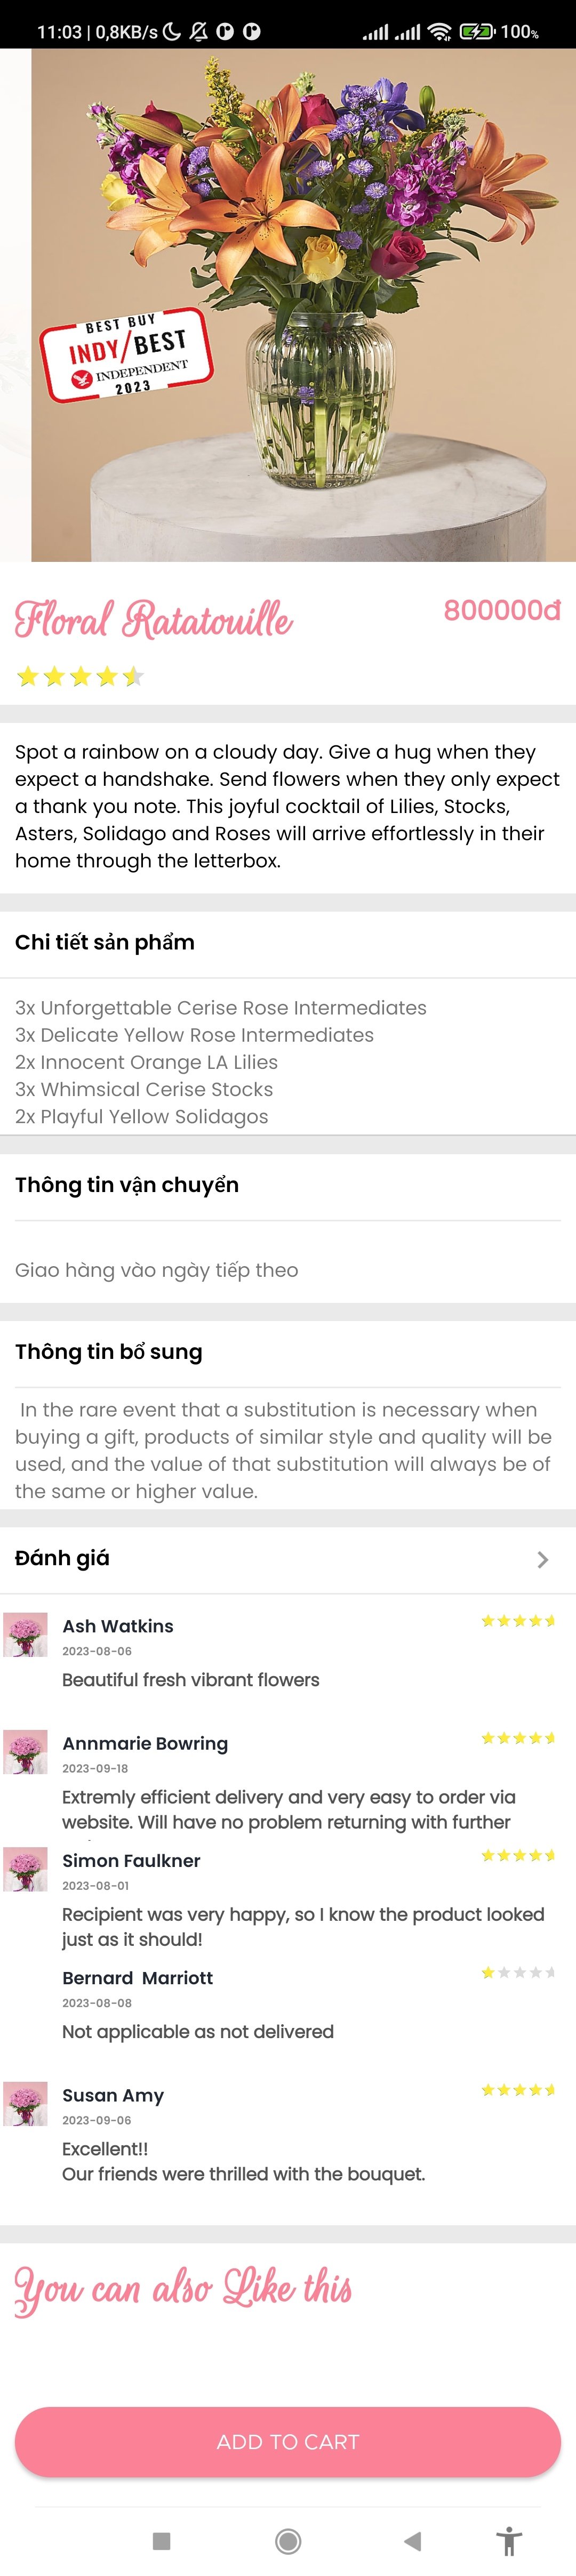 11:03 | 0,8KB/s 100%
BEST BUY
INDY/BEST
INDEPENDENT
2023
Floral Ratatouille 800000đ
Spot a rainbow on a cloudy day. Give a hug when they
expect a handshake. Send flowers when they only expect
a thank you note. This joyful cocktail of Lilies, Stocks,
Asters, Solidago and Roses will arrive effortlessly in their
home through the letterbox.
Chi tiết sản phẩm
3x Unforgettable Cerise Rose Intermediates
3x Delicate Yellow Rose Intermediates
2x Innocent Orange LA Lilies
3x Whimsical Cerise Stocks
2x Playful Yellow Solidagos
Thông tin vận chuyển
Giao hàng vào ngày tiếp theo
Thông tin bổ sung
In the rare event that a substitution is necessary when
buying a gift, products of similar style and quality will be
used, and the value of that substitution will always be of
the same or higher value.
Đánh giá
Ash Watkins
2023-08-06
Beautiful fresh vibrant flowers
Annmarie Bowring
2023-09-18
Extremly efficient delivery and very easy to order via
website. Will have no problem returning with further
Simon Faulkner
2023-08-01
Recipient was very happy, so I know the product looked
just as it should!
Bernard  Marriott
2023-08-08
Not applicable as not delivered
Susan Amy
2023-09-06
Excellent!!
Our friends were thrilled with the bouquet.
You can also Like this
ADD TO CART